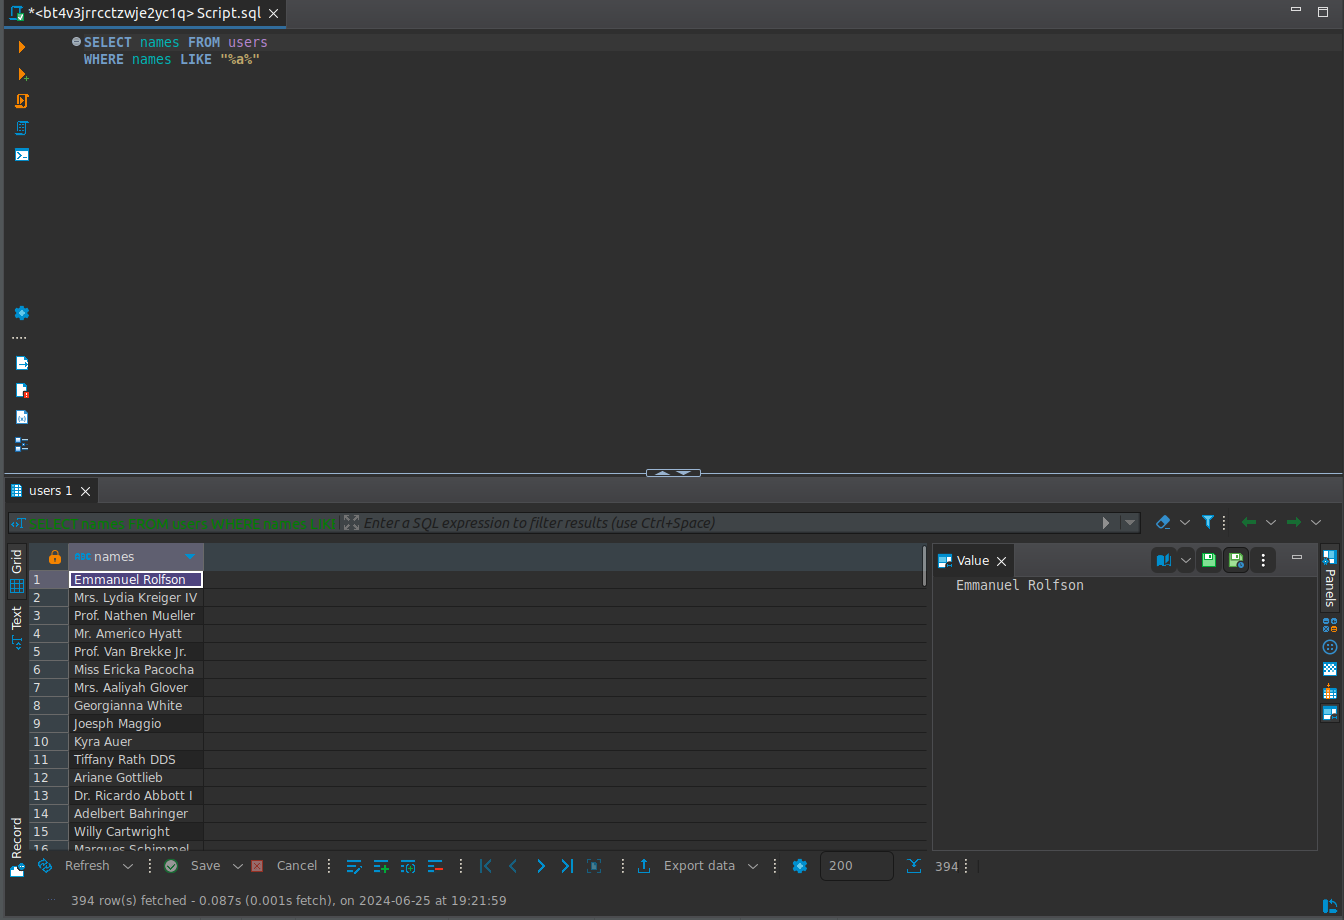 *<bt4v3jrrcctzwje2yc1q> Script.sql
SELECT names FROM users
WHERE names LIKE "%a%"
users 1
SELECT names FROM users WHERE names LIKE
Enter a SQL expression to filter results (use Ctrl+Space)
Grid
Text
Record
ABC names
1 Emmanuel Rolfson
2 Mrs. Lydia Kreiger IV
3 Prof. Nathen Mueller
4 Mr. Americo Hyatt
5 Prof. Van Brekke Jr.
6 Miss Ericka Pacocha
7 Mrs. Aaliyah Glover
8 Georgianna White
9 Joesph Maggio
10 Kyra Auer
11 Tiffany Rath DDS
12 Ariane Gottlieb
13 Dr. Ricardo Abbott I
14 Adelbert Bahringer
15 Willy Cartwright
16 Marques Schimmel
Value
Emmanuel Rolfson
Panels
Refresh Save Cancel Export data 200 394
394 row(s) fetched - 0.087s (0.001s fetch), on 2024-06-25 at 19:21:59